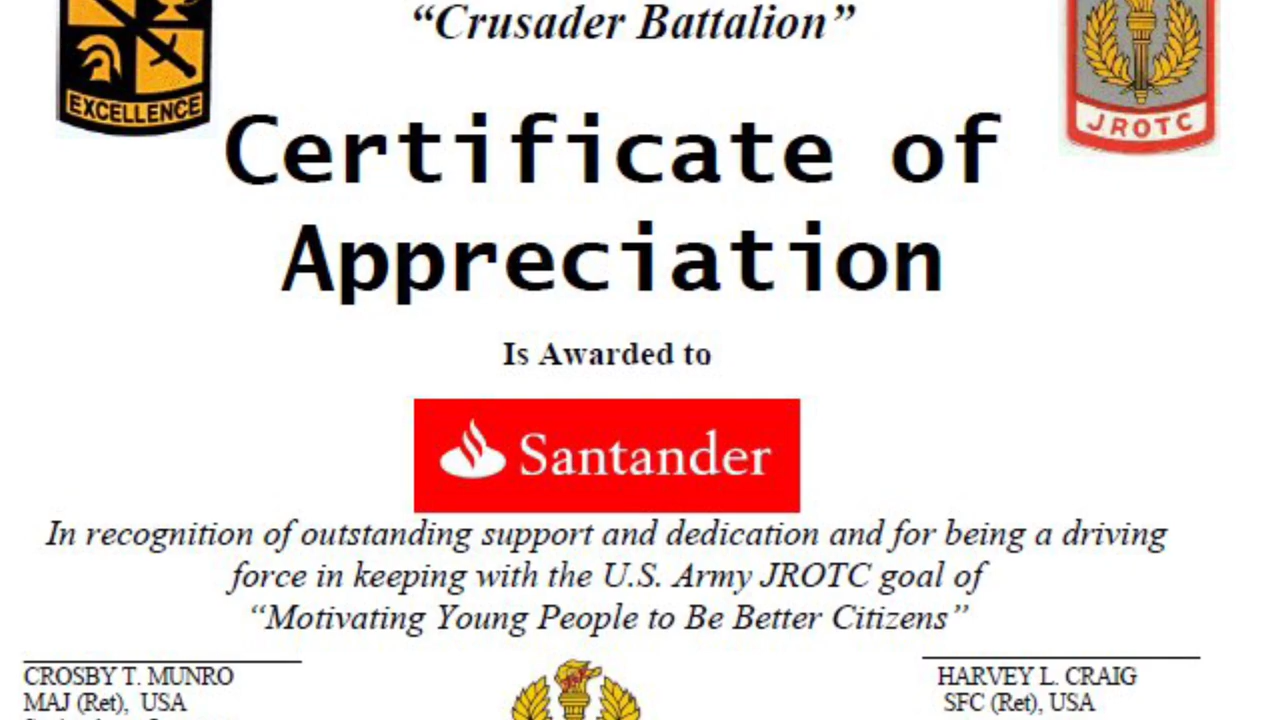 “Crusader Battalion”
EXCELLENCE
JROTC
Certificate of
Appreciation
Is Awarded to
Santander
In recognition of outstanding support and dedication and for being a driving
force in keeping with the U.S. Army JROTC goal of
“Motivating Young People to Be Better Citizens”
CROSBY T. MUNRO
MAJ (Ret), USA
HARVEY L. CRAIG
SFC (Ret), USA